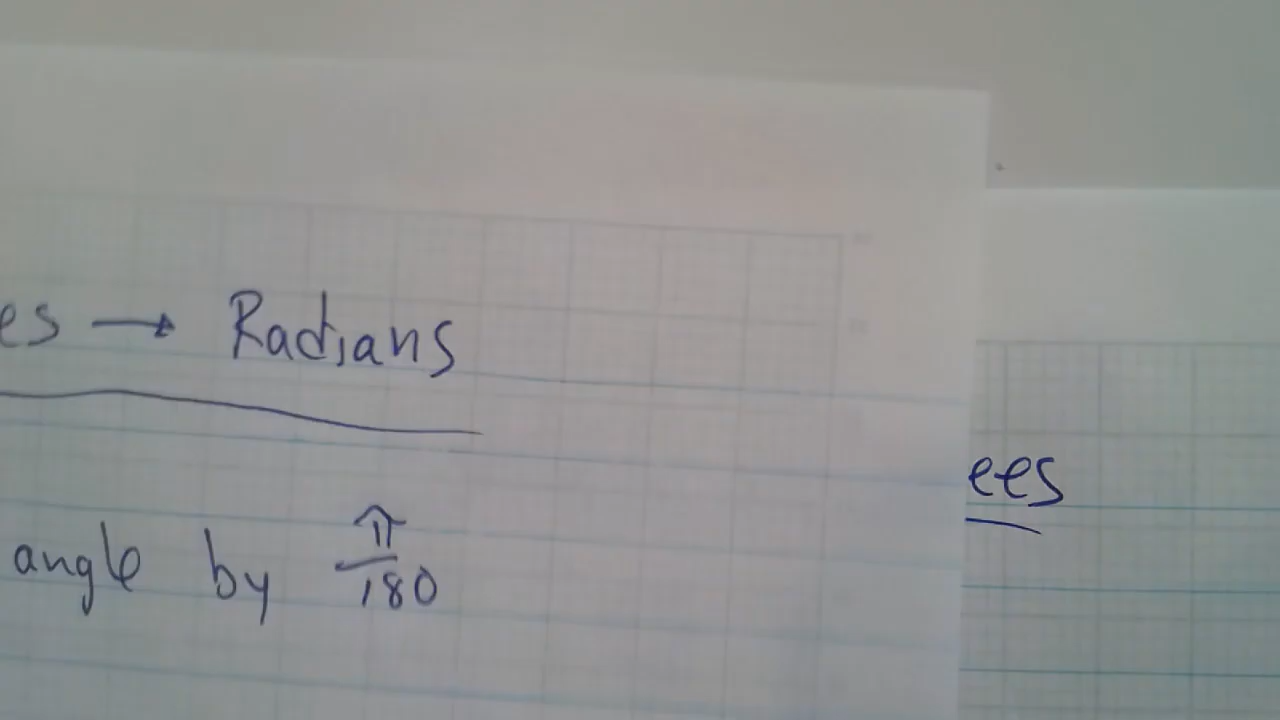 es → Radians
ees
angle by π/180